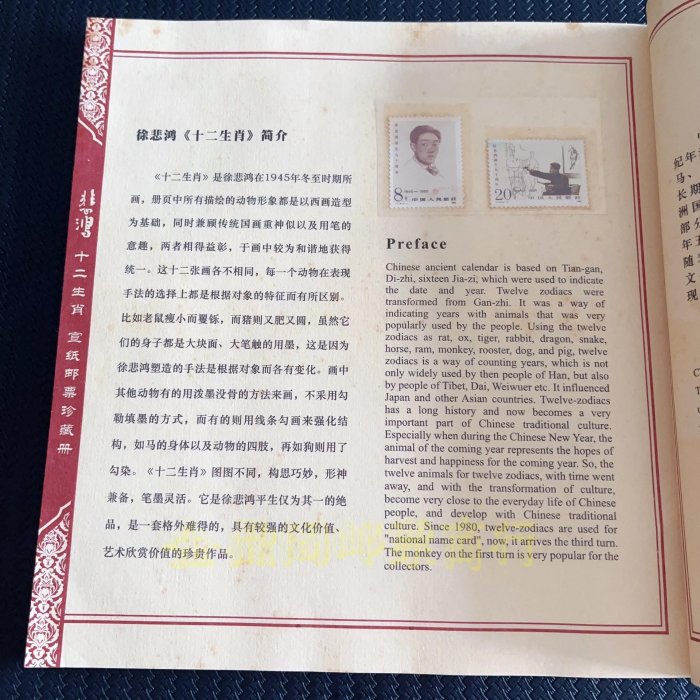 悲鸿
十二生肖 宣纸邮票珍藏册
徐悲鸿《十二生肖》简介
《十二生肖》是徐悲鸿在1945年冬至时期所
画，册页中所有描绘的动物形象都是以西画造型
为基础，同时兼顾传统国画重神似以及用笔的
意趣，两者相得益彰，于画中较为和谐地获得
统一。这十二张画各不相同，每一个动物在表现
手法的选择上都是根据对象的特征而有所区别。
比如老鼠瘦小而矍铄，而猪则又肥又圆，虽然它
们的身子都是大块面、大笔触的用墨，这是因为
徐悲鸿塑造的手法是根据对象而各有变化。画中
其他动物有的用泼墨没骨的方法来画，不采用勾
勒填墨的方式，而有的则用线条勾画来强化结
构，如马的身体以及动物的四肢，再如狗则用了
勾染。《十二生肖》图图不同，构思巧妙，形神
兼备，笔墨灵活。它是徐悲鸿平生仅为其一的绝
品，是一套格外难得的，具有较强的文化价值、
艺术欣赏价值的珍贵作品。
8分
1895—1985
中国人民邮政
20分
中国人民邮政
Preface
Chinese ancient calendar is based on Tian-gan,
Di-zhi, sixteen Jia-zi; which were used to indicate
the date and year. Twelve zodiacs were
transformed from Gan-zhi. It was a way of
indicating years with animals that was very
popularly used by the people. Using the twelve
zodiacs as rat, ox, tiger, rabbit, dragon, snake,
horse, ram, monkey, rooster, dog, and pig, twelve
zodiacs is a way of counting years, which is not
only widely used by then people of Han, but also
by people of Tibet, Dai, Weiwuer etc. It influenced
Japan and other Asian countries. Twelve-zodiacs
has a long history and now becomes a very
important part of Chinese traditional culture.
Especially when during the Chinese New Year, the
animal of the coming year represents the hopes of
harvest and happiness for the coming year. So, the
twelve animals for twelve zodiacs, with time went
away, and with the transformation of culture,
become very close to the everyday life of Chinese
people, and develop with Chinese traditional
culture. Since 1980, twelve-zodiacs are used for
"national name card", now, it arrives the third turn.
The monkey on the first turn is very popular for the
collectors.
纪年
马、
长期
洲国
部分
年
随
文
现